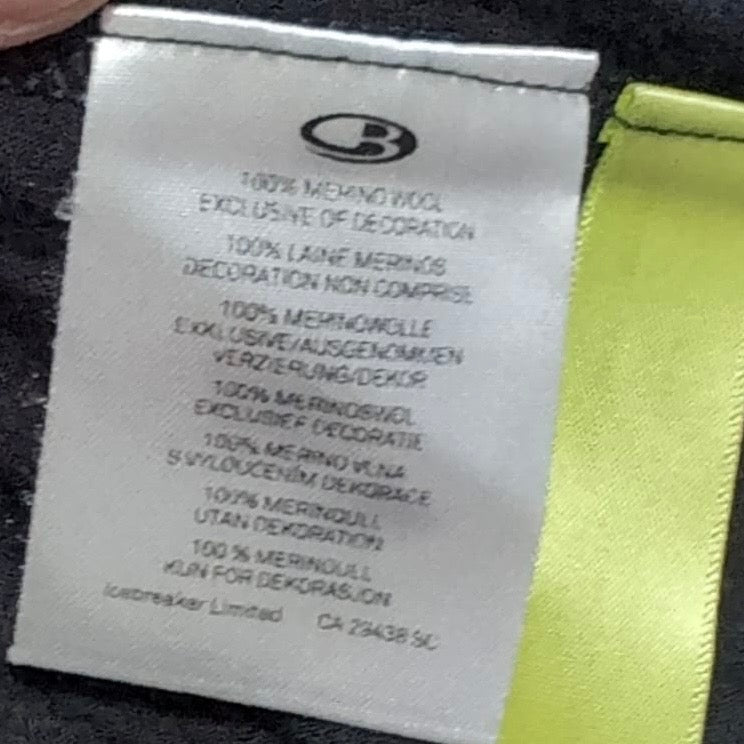 100% MERINO WOOL
EXCLUSIVE OF DECORATION
100% LAINE MERINOS
DECORATION NON COMPRISE
100% MERINOWOLLE
EXKLUSIVE/AUSGENOMMEN
VERZIERUNG/DEKOR
100% MERINOSWOL
EXCLUSIEF DECORATIE
100% MERINO VLNA
S VYLOUCENÍM DEKORACE
100% MERINOULL
UTAN DEKORATION
100 % MERINOULL
KUN FOR DEKORASJON
Icebreaker Limited CA 29438 SC